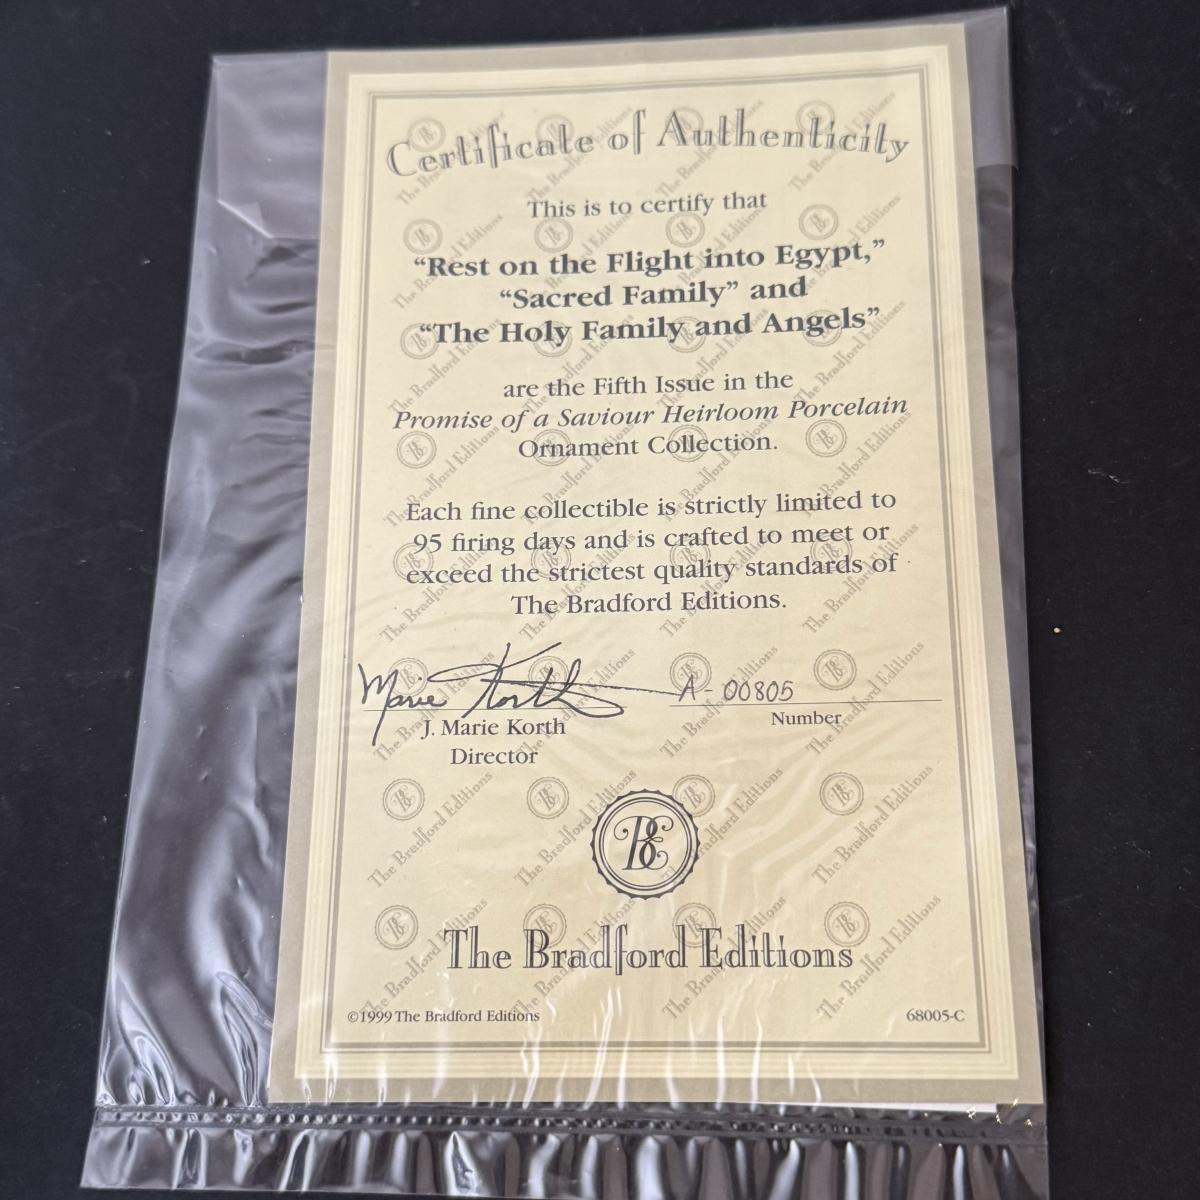 Certificate of Authenticity
This is to certify that
“Rest on the Flight into Egypt,”
“Sacred Family” and
“The Holy Family and Angels”
are the Fifth Issue in the
Promise of a Saviour Heirloom Porcelain
Ornament Collection.
Each fine collectible is strictly limited to
95 firing days and is crafted to meet or
exceed the strictest quality standards of
The Bradford Editions.
Marie Korth
A-00805
J. Marie Korth
Number
Director
BE
The Bradford Editions
©1999 The Bradford Editions
68005-C